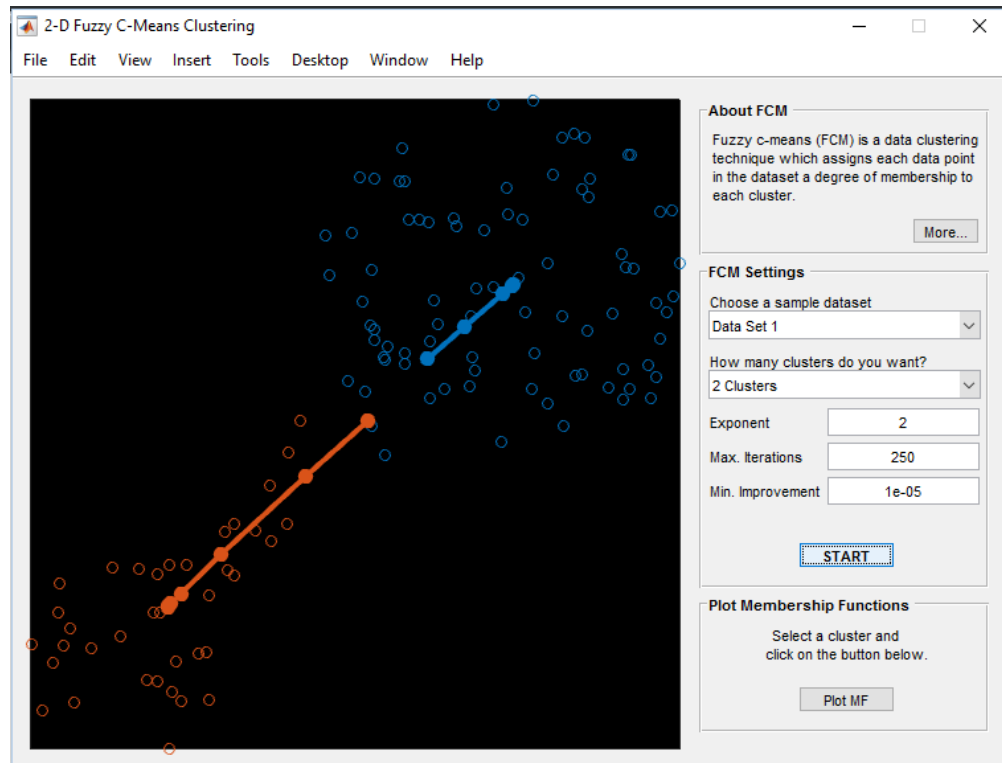 2-D Fuzzy C-Means Clustering
File Edit View Insert Tools Desktop Window Help
About FCM
Fuzzy c-means (FCM) is a data clustering
technique which assigns each data point
in the dataset a degree of membership to
each cluster.
More...
FCM Settings
Choose a sample dataset
Data Set 1
How many clusters do you want?
2 Clusters
Exponent 2
Max. Iterations 250
Min. Improvement 1e-05
START
Plot Membership Functions
Select a cluster and
click on the button below.
Plot MF